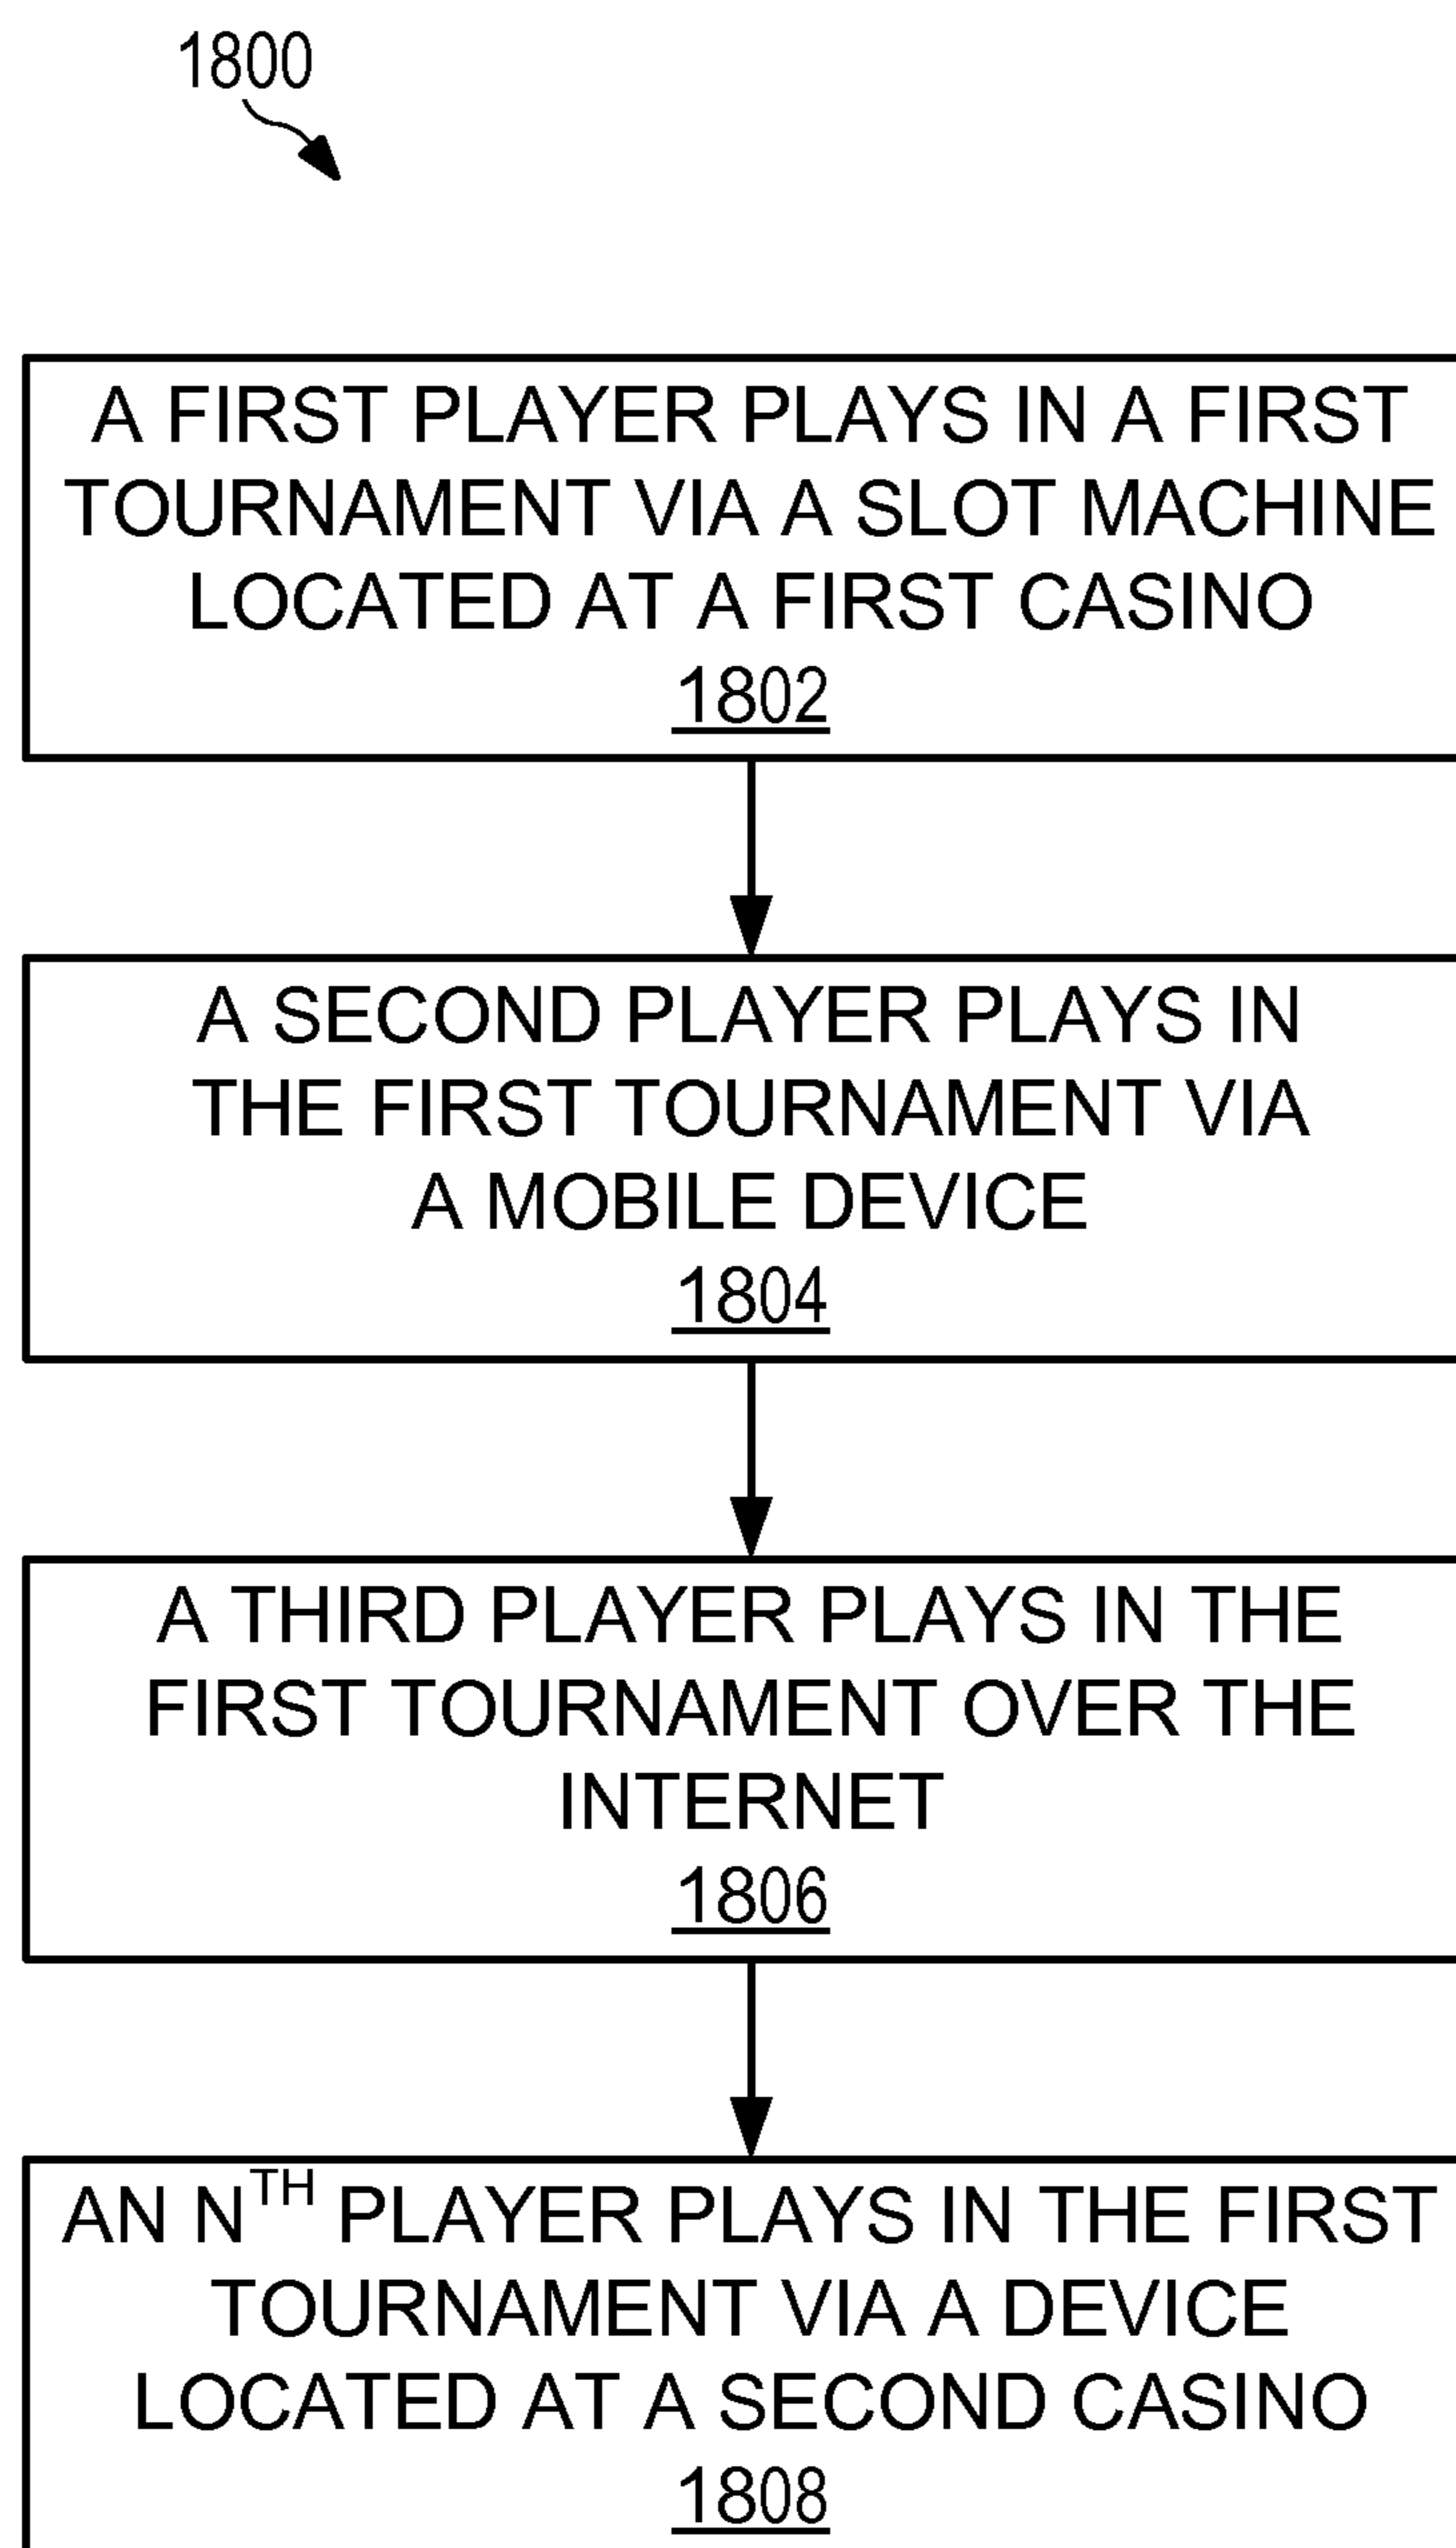 1800
A FIRST PLAYER PLAYS IN A FIRST
TOURNAMENT VIA A SLOT MACHINE
LOCATED AT A FIRST CASINO
1802
A SECOND PLAYER PLAYS IN
THE FIRST TOURNAMENT VIA
A MOBILE DEVICE
1804
A THIRD PLAYER PLAYS IN THE
FIRST TOURNAMENT OVER THE
INTERNET
1806
AN NTH PLAYER PLAYS IN THE FIRST
TOURNAMENT VIA A DEVICE
LOCATED AT A SECOND CASINO
1808